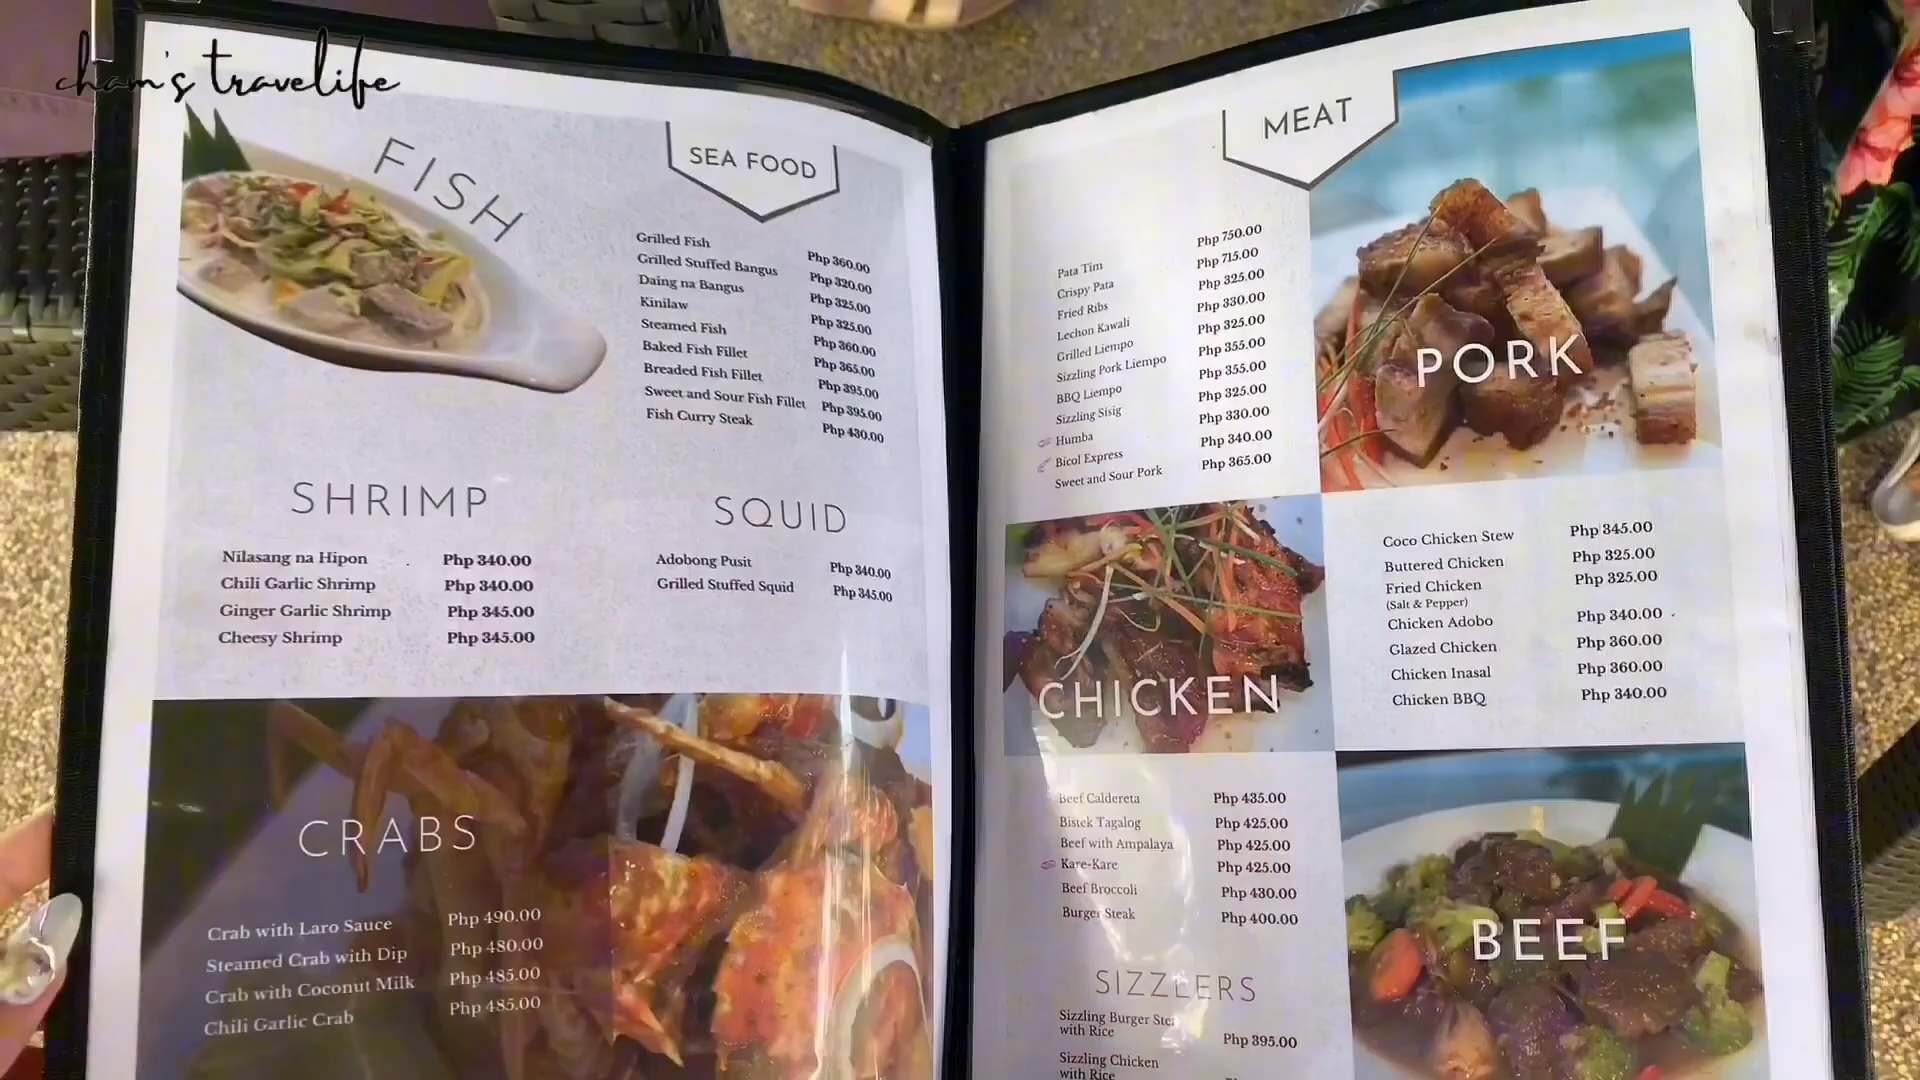 cham's travelife
FISH
SEA FOOD
Grilled Fish Php 360.00
Grilled Stuffed Bangus Php 320.00
Daing na Bangus Php 325.00
Kinilaw Php 325.00
Steamed Fish Php 360.00
Baked Fish Fillet Php 365.00
Breaded Fish Fillet Php 395.00
Sweet and Sour Fish Fillet Php 395.00
Fish Curry Steak Php 430.00
SHRIMP
Nilasang na Hipon Php 340.00
Chili Garlic Shrimp Php 340.00
Ginger Garlic Shrimp Php 345.00
Cheesy Shrimp Php 345.00
SQUID
Adobong Pusit Php 340.00
Grilled Stuffed Squid Php 345.00
CRABS
Crab with Laro Sauce Php 490.00
Steamed Crab with Dip Php 480.00
Crab with Coconut Milk Php 485.00
Chili Garlic Crab Php 485.00
MEAT
PORK
Pata Tim Php 750.00
Crispy Pata Php 715.00
Fried Ribs Php 325.00
Lechon Kawali Php 330.00
Grilled Liempo Php 325.00
Sizzling Pork Liempo Php 355.00
BBQ Liempo Php 355.00
Sizzling Sisig Php 325.00
Humba Php 330.00
Bicol Express Php 340.00
Sweet and Sour Pork Php 365.00
CHICKEN
Coco Chicken Stew Php 345.00
Buttered Chicken Php 325.00
Fried Chicken Php 325.00
(Salt & Pepper)
Chicken Adobo Php 340.00
Glazed Chicken Php 360.00
Chicken Inasal Php 360.00
Chicken BBQ Php 340.00
BEEF
Beef Caldereta Php 435.00
Bistek Tagalog Php 425.00
Beef with Ampalaya Php 425.00
Kare-Kare Php 425.00
Beef Broccoli Php 430.00
Burger Steak Php 400.00
SIZZLERS
Sizzling Burger
with Rice Php 395.00
Sizzling Chicken
with Rice